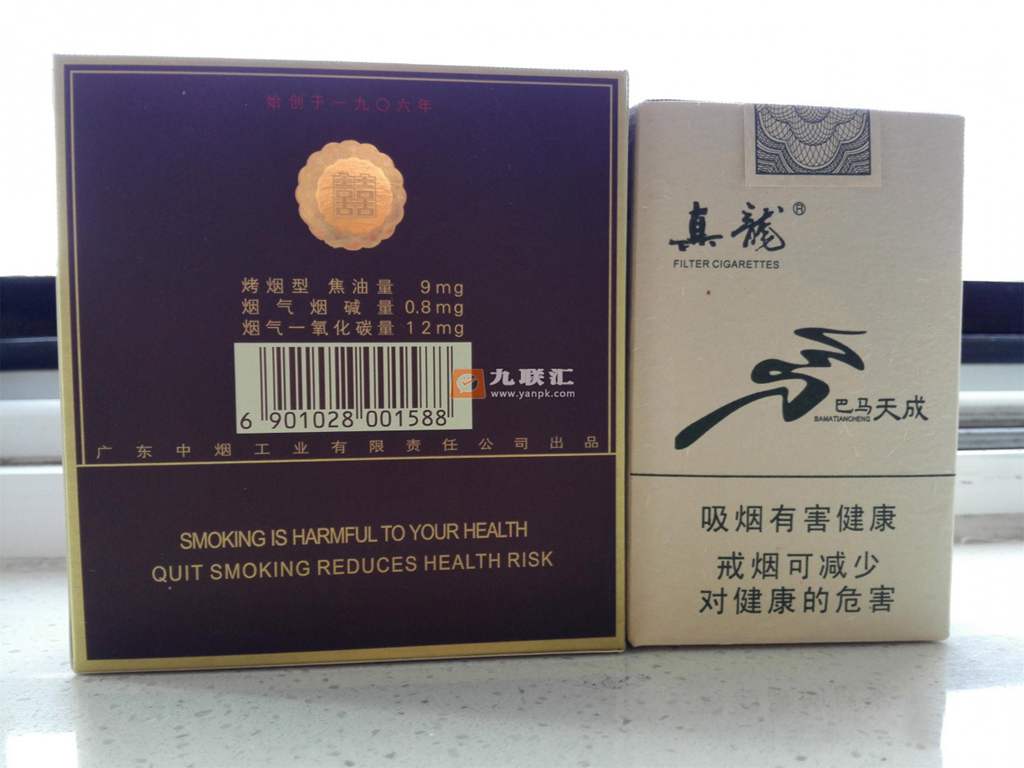 始创于一九〇六年
囍
烤烟型 焦油量 9mg
烟气烟碱量 0.8mg
烟气一氧化碳量 12mg
6 901028 001588
广东中烟工业有限责任公司出品
SMOKING IS HARMFUL TO YOUR HEALTH
QUIT SMOKING REDUCES HEALTH RISK
九联汇
www.yanpk.com
真龍®
FILTER CIGARETTES
巴马天成
BAMATIANCHENG
吸烟有害健康
戒烟可减少
对健康的危害